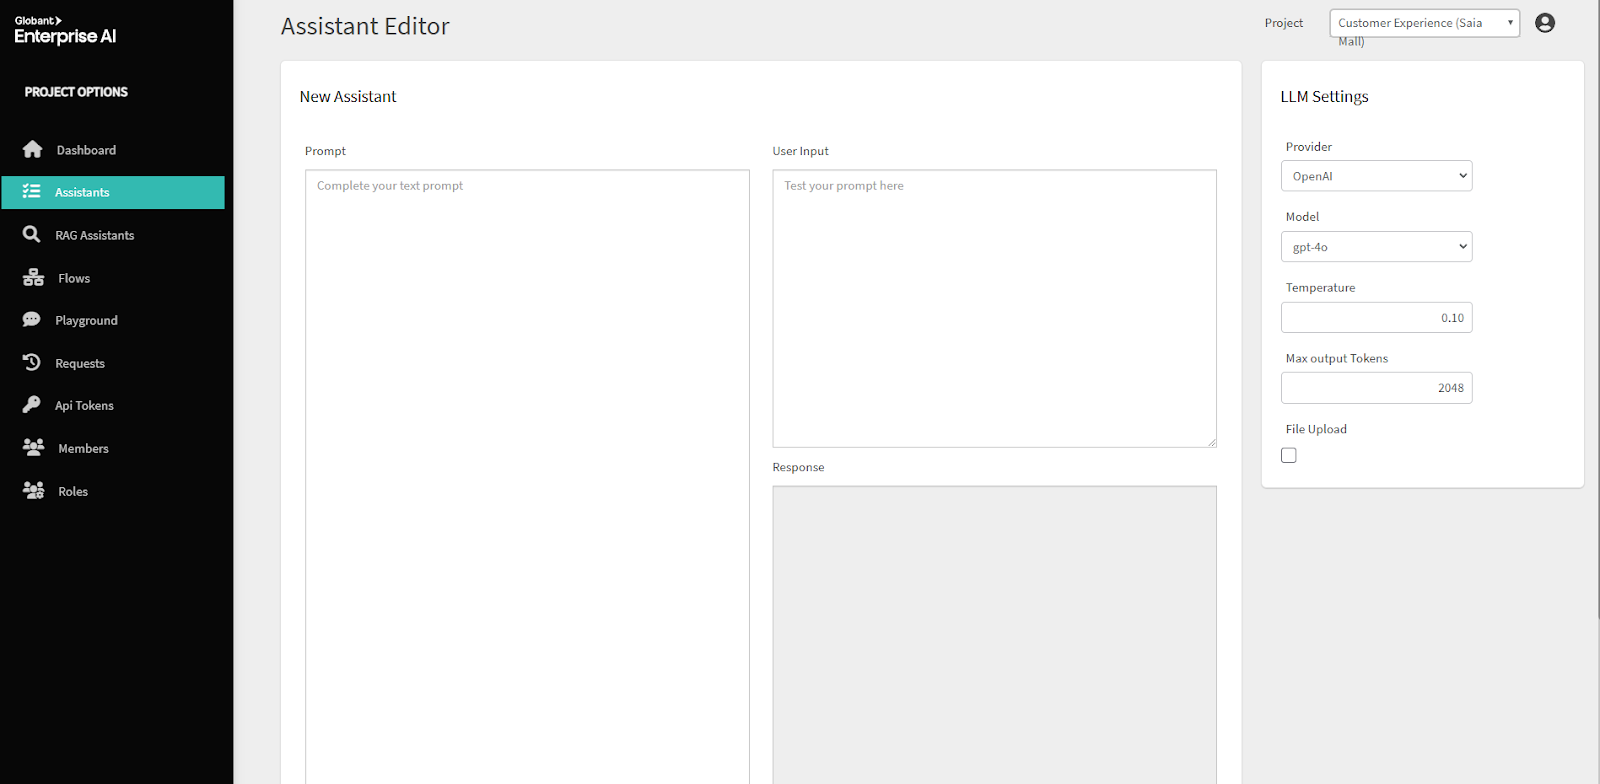 Globant
Enterprise AI
PROJECT OPTIONS
Dashboard
Assistants
RAG Assistants
Flows
Playground
Requests
Api Tokens
Members
Roles
Assistant Editor
Project
Customer Experience (Saia
Mall)
New Assistant
Prompt
Complete your text prompt
User Input
Test your prompt here
Response
LLM Settings
Provider
OpenAI
Model
gpt-4o
Temperature
0.10
Max output Tokens
2048
File Upload